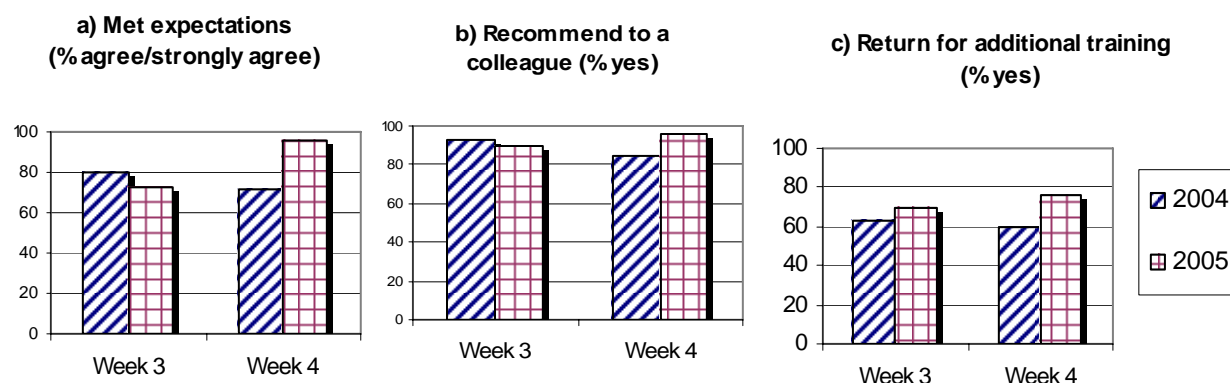 a) Met expectations
(% agree/strongly agree)
100
80
60
40
20
0
Week 3 Week 4
b) Recommend to a
colleague (% yes)
100
80
60
40
20
0
Week 3 Week 4
c) Return for additional training
(% yes)
100
80
60
40
20
0
Week 3 Week 4
2004
2005